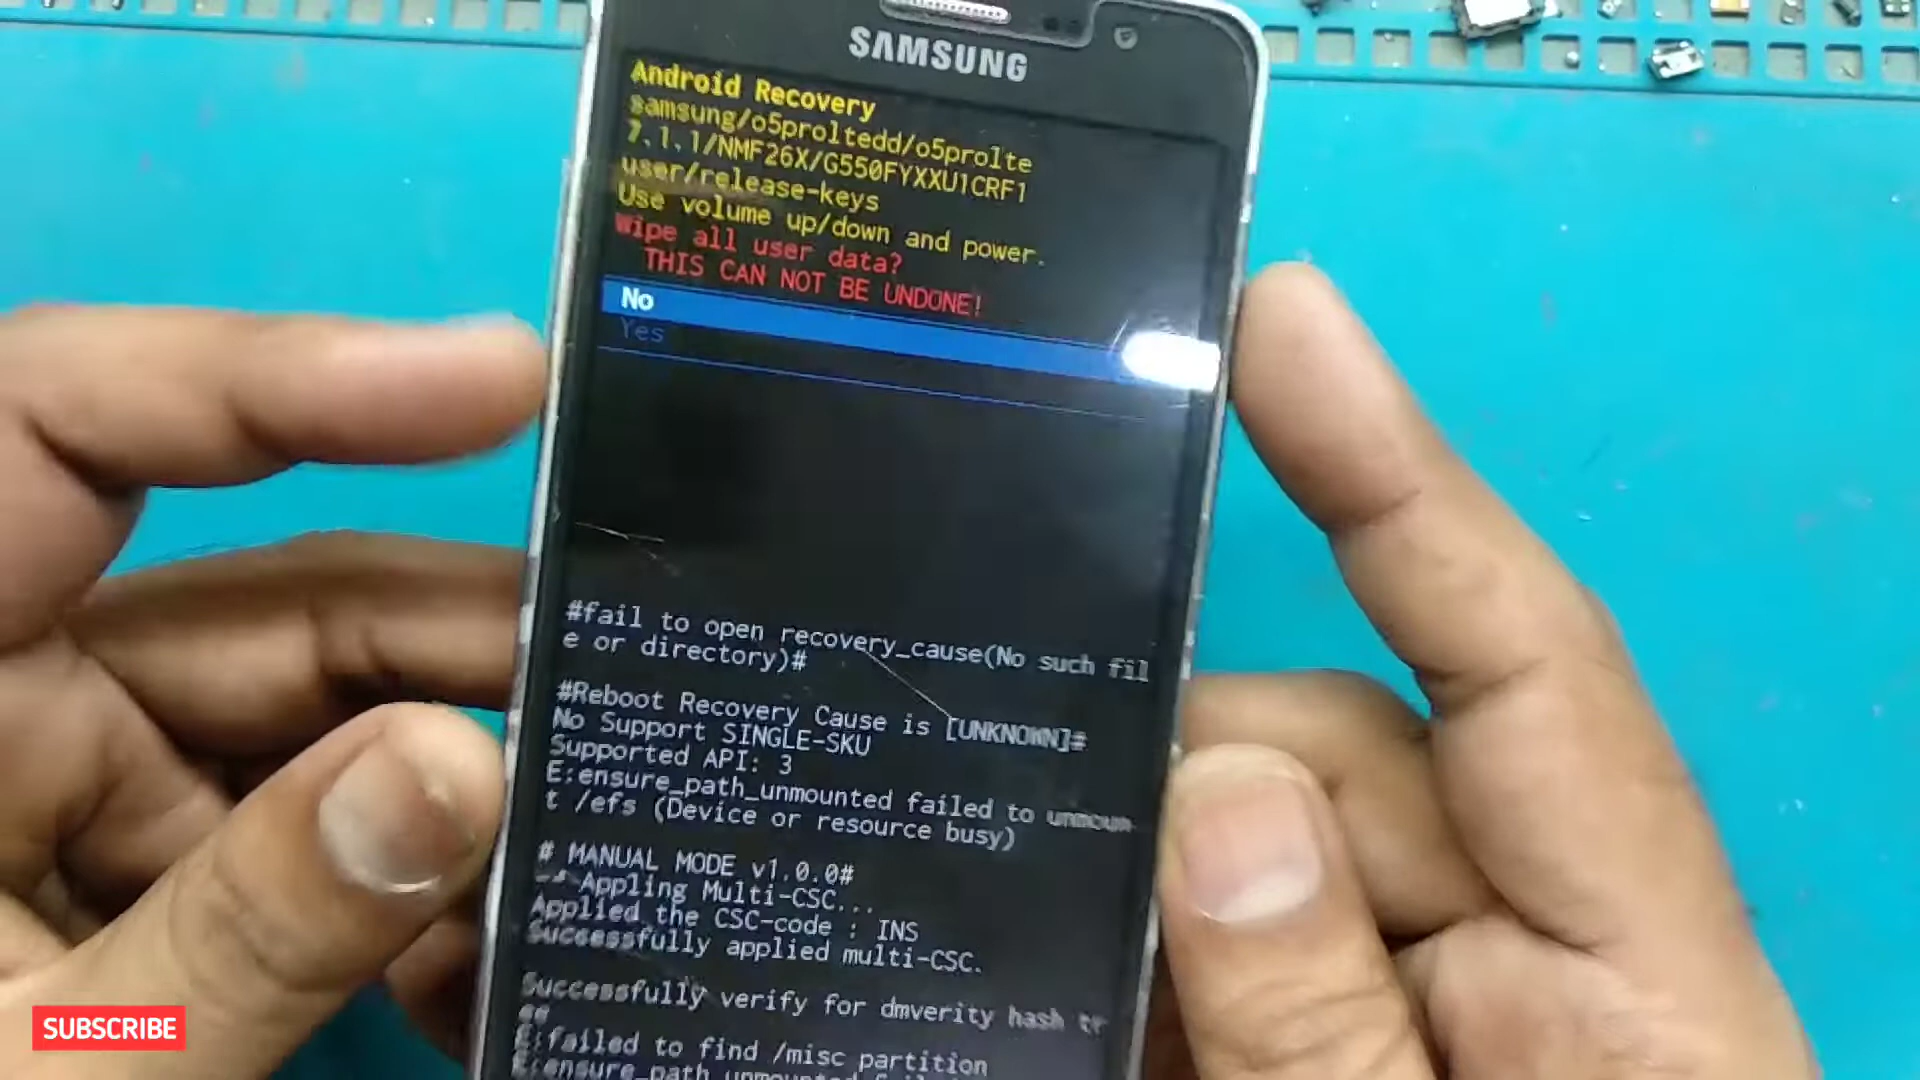 SAMSUNG
Android Recovery
samsung/o5proltedd/o5prolte
7.1.1/NMF26X/G550FYXXU1CRF1
user/release-keys
Use volume up/down and power.
Wipe all user data?
THIS CAN NOT BE UNDONE!
No
Yes
#fail to open recovery_cause(No such fil
e or directory)#
#Reboot Recovery Cause is [UNKNOWN]#
No Support SINGLE-SKU
Supported API: 3
E:ensure_path_unmounted failed to unmoun
t /efs (Device or resource busy)
# MANUAL MODE v1.0.0#
Appling Multi-CSC...
Applied the CSC-code : INS
Successfully applied multi-CSC.
Successfully verify for dmverity hash tr
ee
E:failed to find /misc partition
E:ensure_path_unmounted
SUBSCRIBE